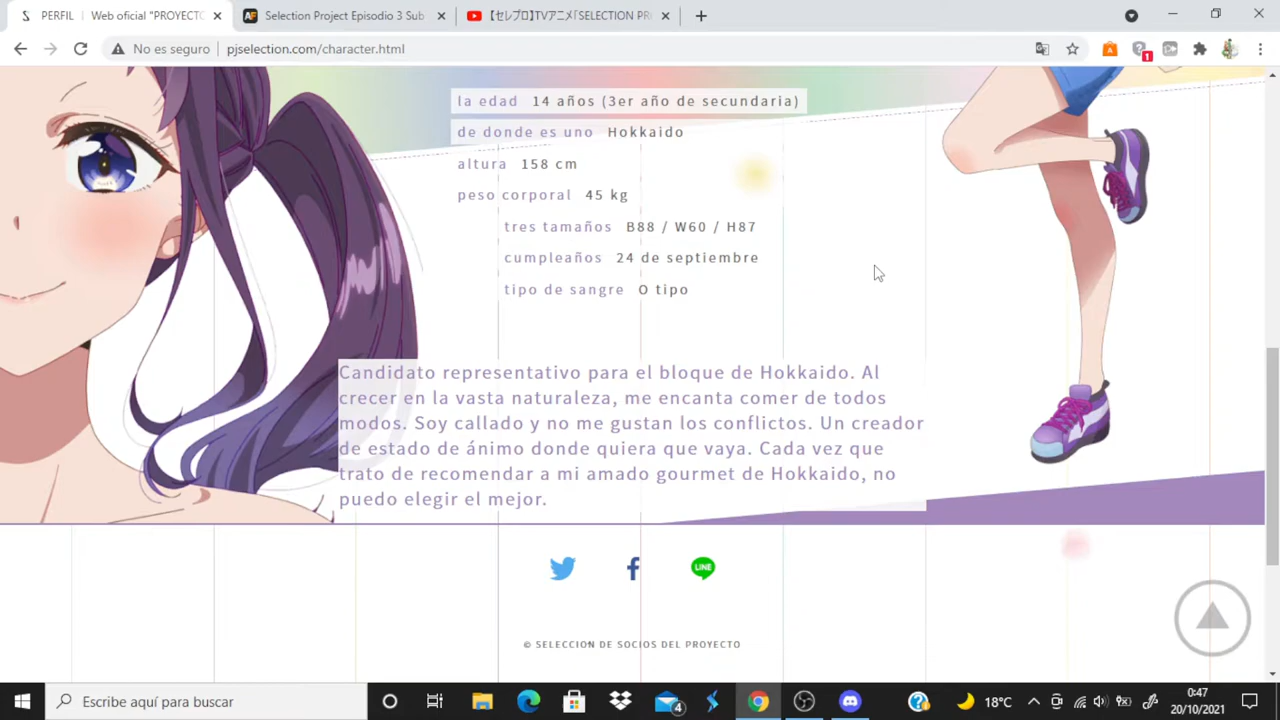 PERFIL | Web oficial "PROYECTO
Selection Project Episodio 3 Sub
【セレプロ】TVアニメ「SELECTION PR
No es seguro
pjselection.com/character.html
1
la edad 14 años (3er año de secundaria)
de donde es uno Hokkaido
altura 158 cm
peso corporal 45 kg
tres tamaños B88 / W60 / H87
cumpleaños 24 de septiembre
tipo de sangre O tipo
Candidato representativo para el bloque de Hokkaido. Al
crecer en la vasta naturaleza, me encanta comer de todos
modos. Soy callado y no me gustan los conflictos. Un creador
de estado de ánimo donde quiera que vaya. Cada vez que
trato de recomendar a mi amado gourmet de Hokkaido, no
puedo elegir el mejor.
LINE
© SELECCION DE SOCIOS DEL PROYECTO
Escribe aquí para buscar
4
18°C
0:47
20/10/2021